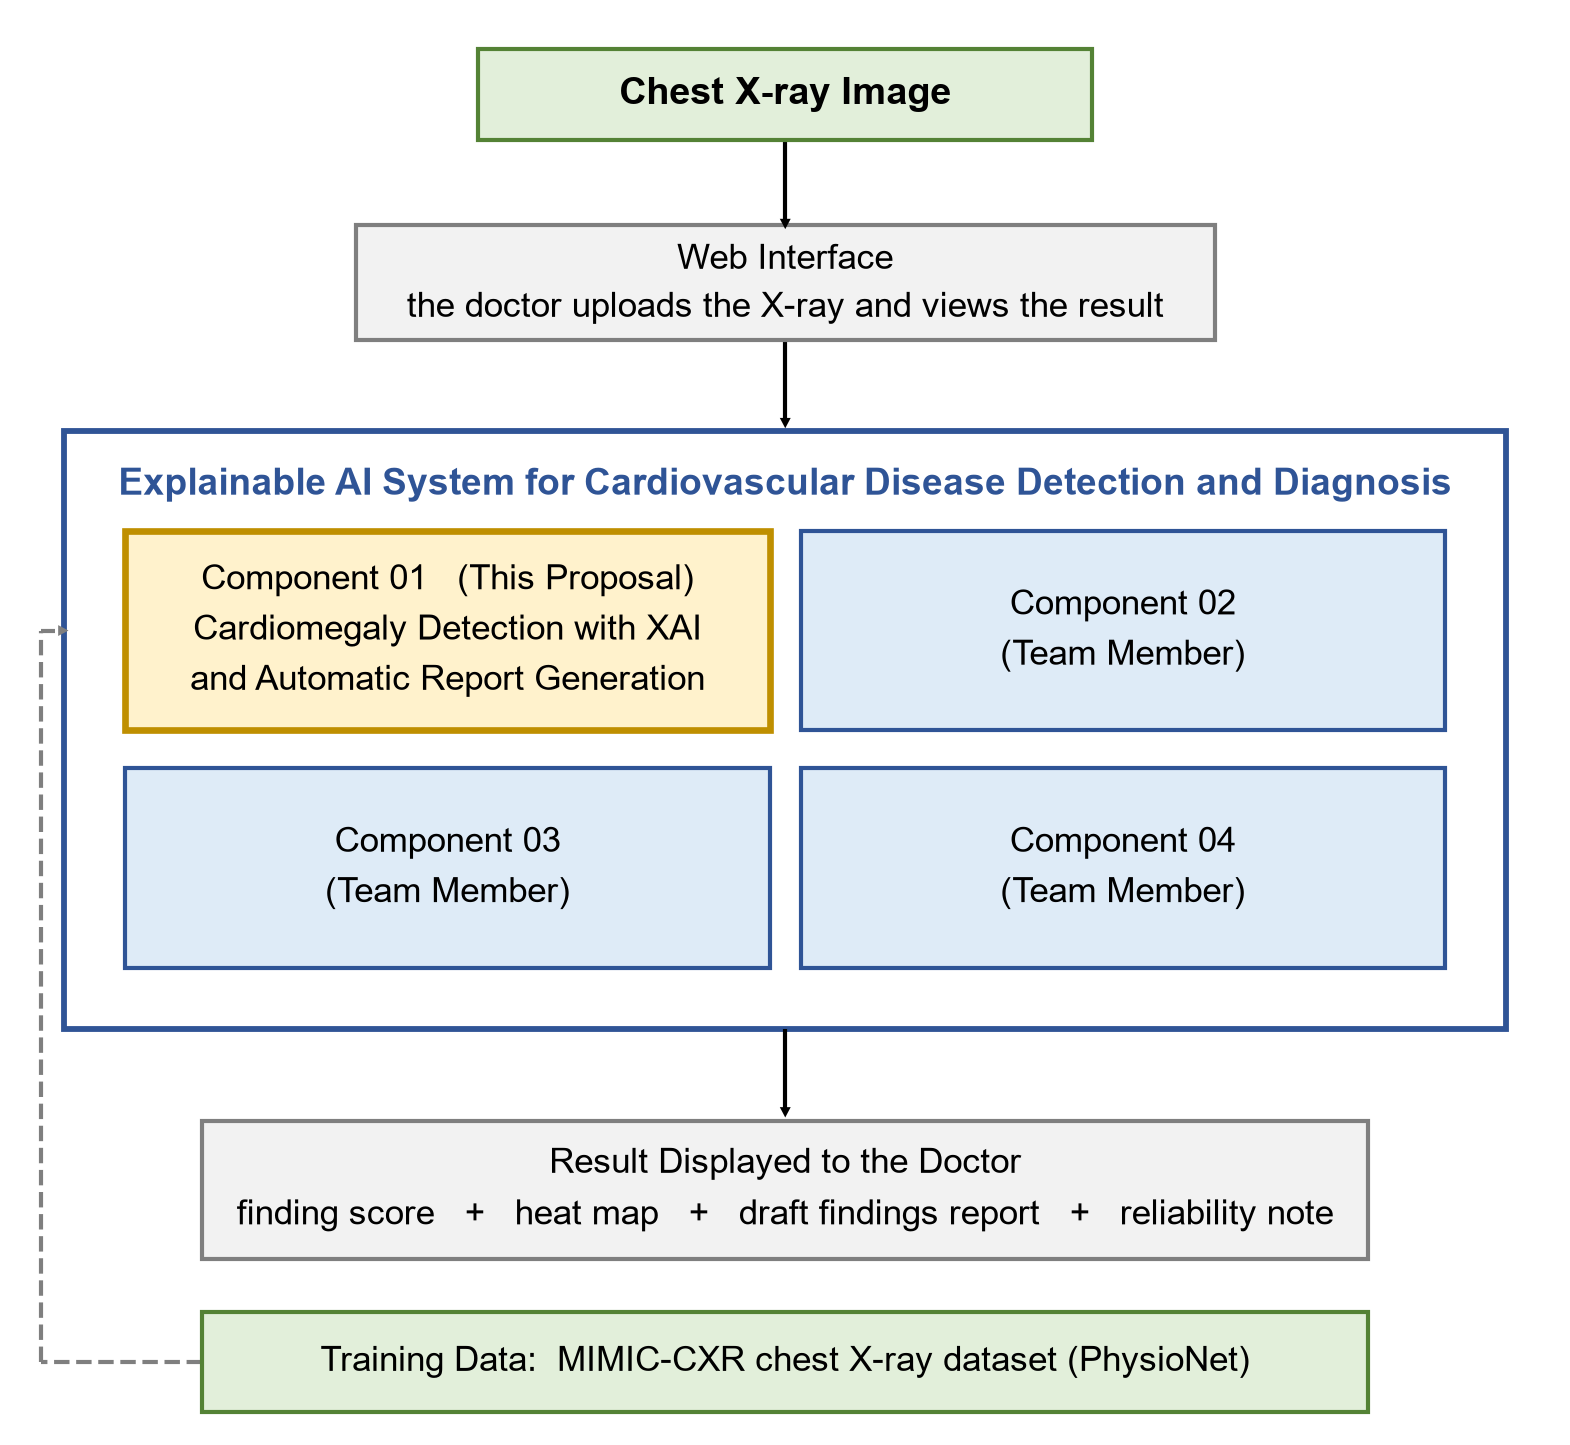 Chest X-ray Image
Web Interface
the doctor uploads the X-ray and views the result
Explainable AI System for Cardiovascular Disease Detection and Diagnosis
Component 01   (This Proposal)
Cardiomegaly Detection with XAI
and Automatic Report Generation
Component 02
(Team Member)
Component 03
(Team Member)
Component 04
(Team Member)
Result Displayed to the Doctor
finding score   +   heat map   +   draft findings report   +   reliability note
Training Data:  MIMIC-CXR chest X-ray dataset (PhysioNet)